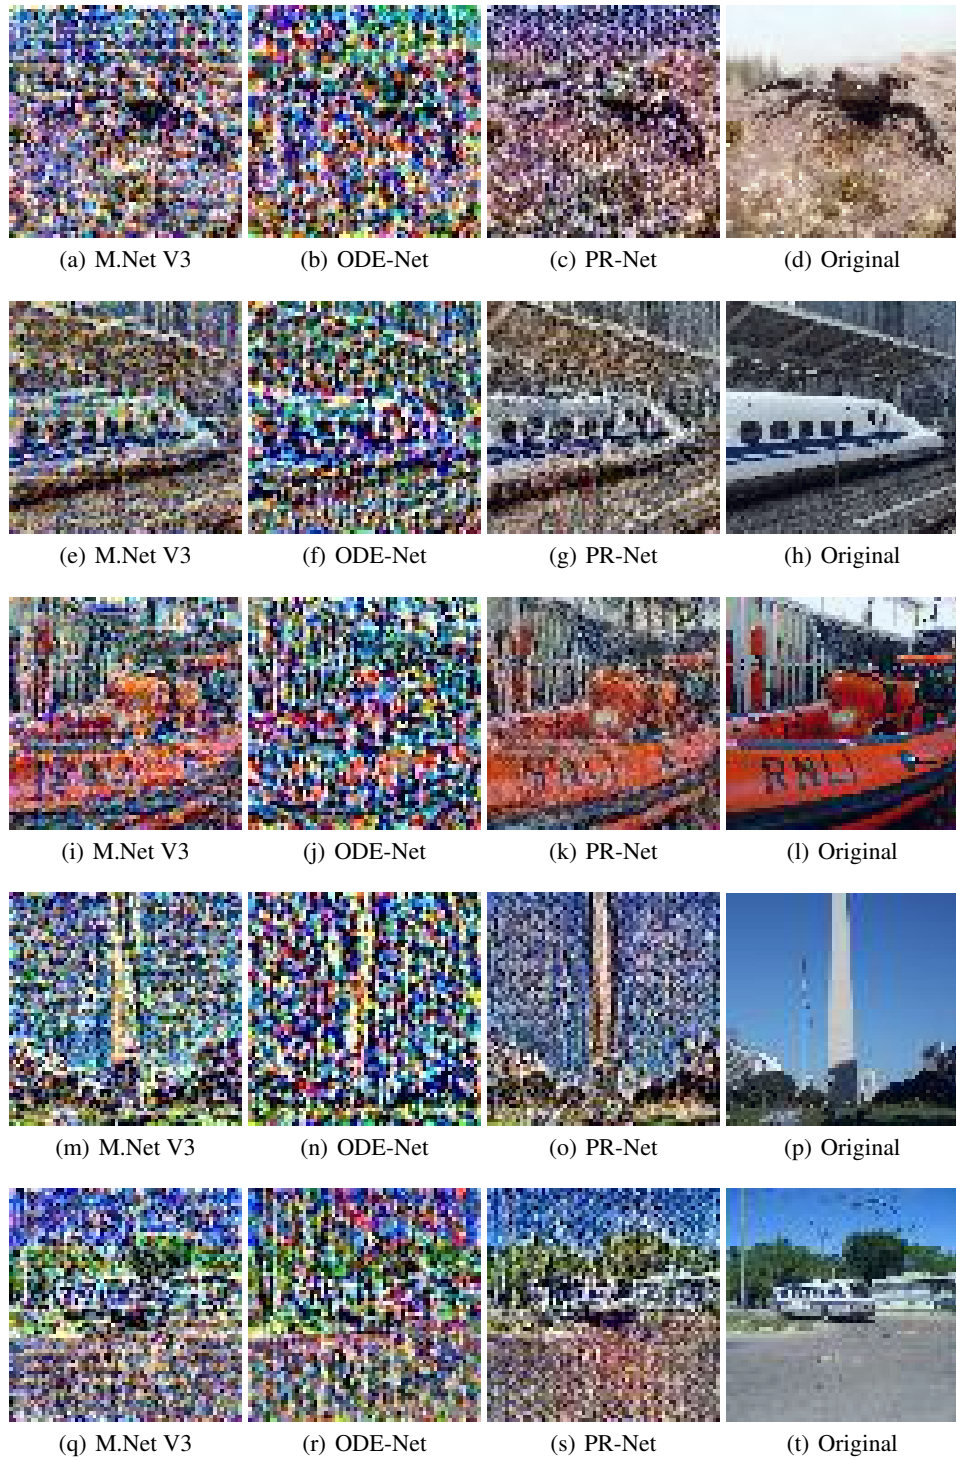 (a) M.Net V3 (b) ODE-Net (c) PR-Net (d) Original
(e) M.Net V3 (f) ODE-Net (g) PR-Net (h) Original
RNLI
(i) M.Net V3 (j) ODE-Net (k) PR-Net (l) Original
(m) M.Net V3 (n) ODE-Net (o) PR-Net (p) Original
(q) M.Net V3 (r) ODE-Net (s) PR-Net (t) Original